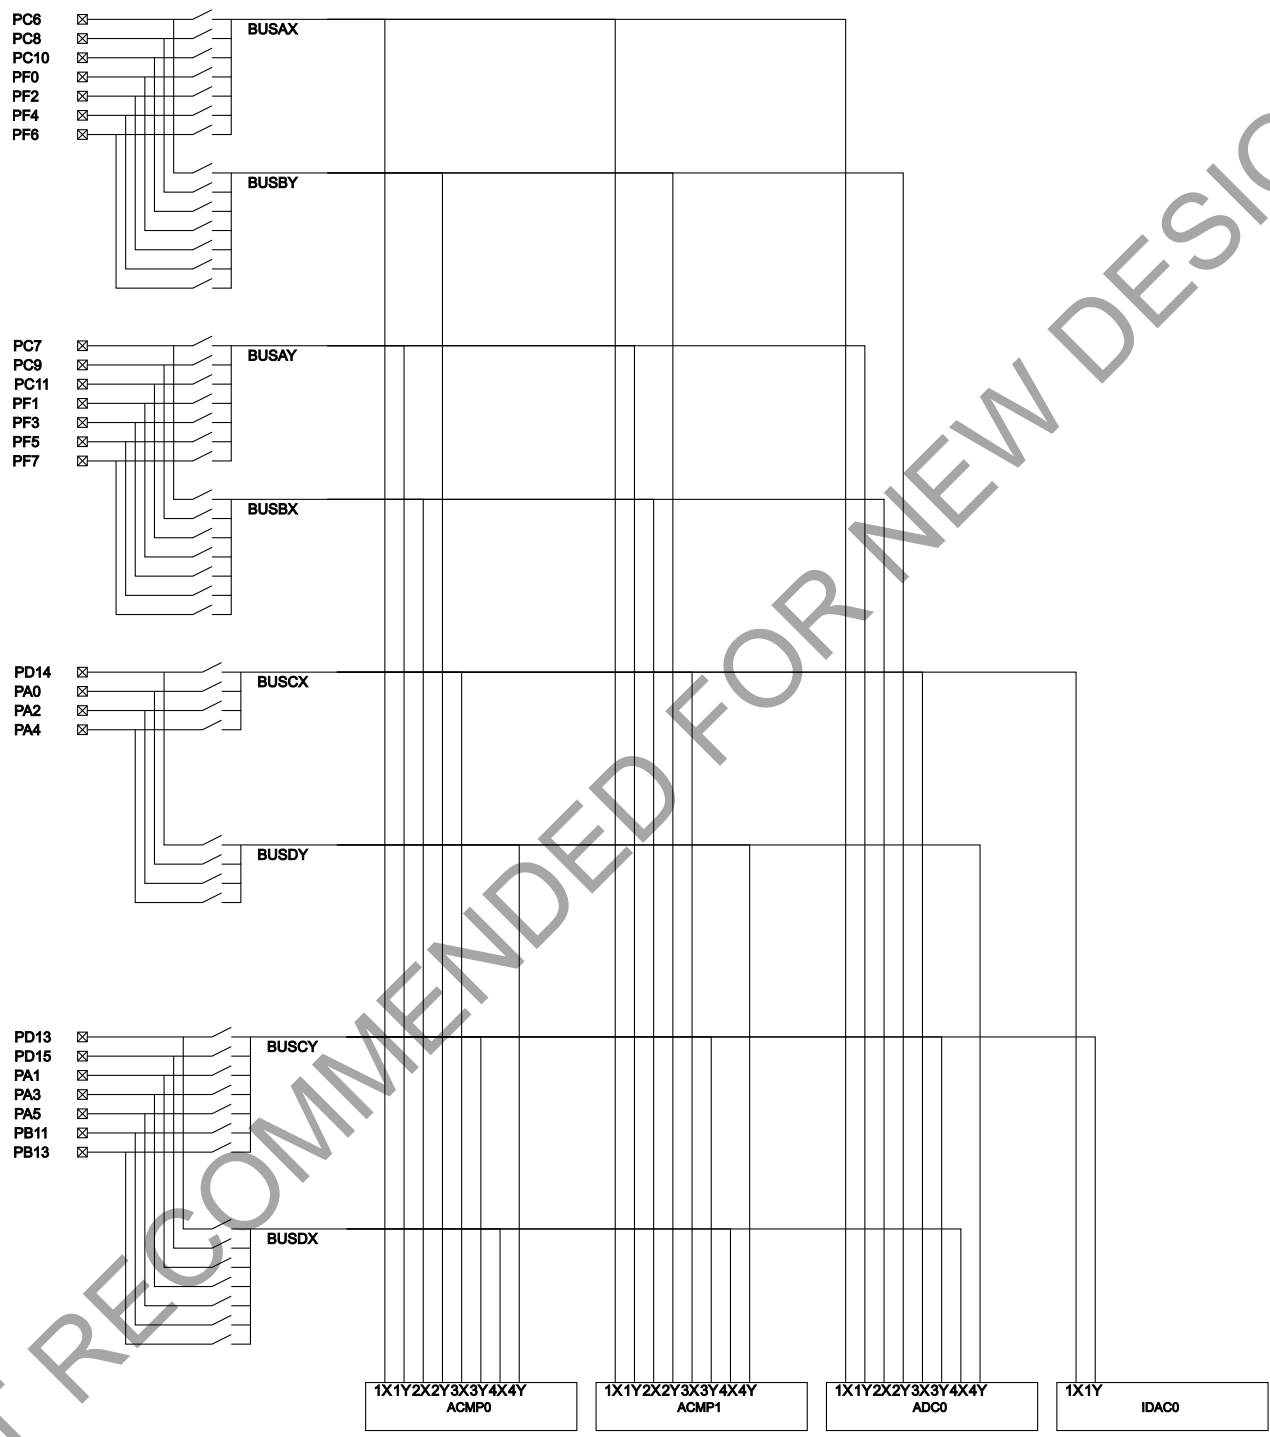 PC6
PC8
PC10
PF0
PF2
PF4
PF6
BUSAX
BUSBY
PC7
PC9
PC11
PF1
PF3
PF5
PF7
BUSAY
BUSBX
PD14
PA0
PA2
PA4
BUSCX
BUSDY
PD13
PD15
PA1
PA3
PA5
PB11
PB13
BUSCY
BUSDX
1X1Y2X2Y3X3Y4X4Y
ACMP0
1X1Y2X2Y3X3Y4X4Y
ACMP1
1X1Y2X2Y3X3Y4X4Y
ADC0
1X1Y
IDAC0
RECOMMENDED FOR NEW